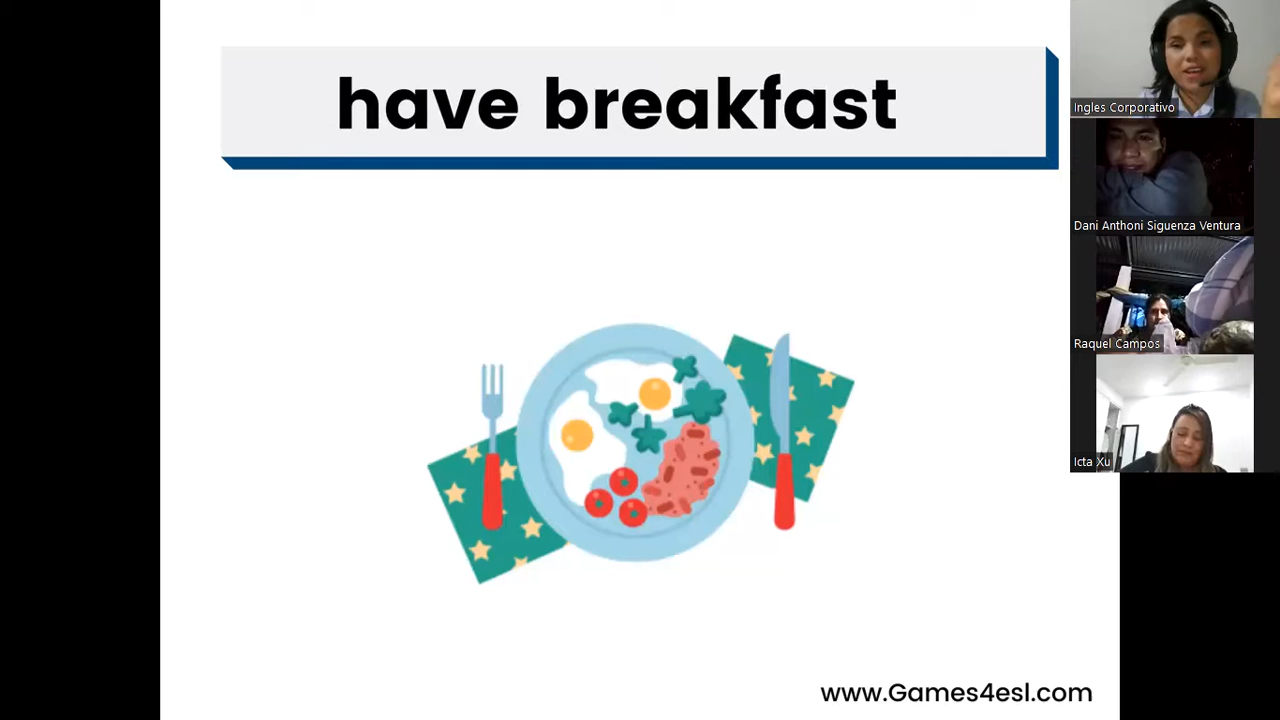 have breakfast
Ingles Corporativo
Dani Anthoni Siguenza Ventura
Raquel Campos
Icta Xu
www.Games4esl.com